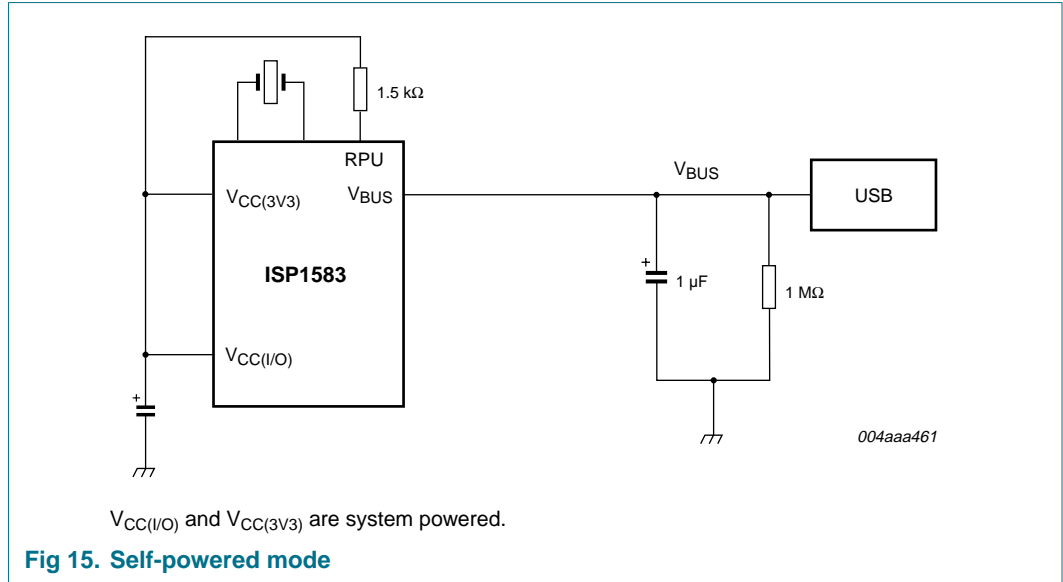 1.5 kΩ
RPU
VBUS
VCC(3V3)
ISP1583
VCC(I/O)
+
VBUS
USB
+
1 µF
1 MΩ
004aaa461
VCC(I/O) and VCC(3V3) are system powered.
Fig 15. Self-powered mode